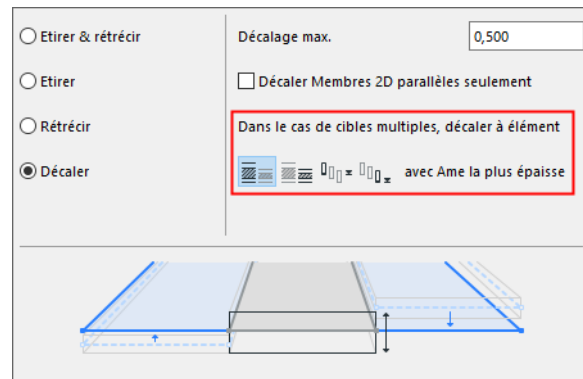 Etirer & rétrécir
Etirer
Rétrécir
Décaler
Décalage max. 0,500
Décaler Membres 2D parallèles seulement
Dans le cas de cibles multiples, décaler à élément
avec Ame la plus épaisse